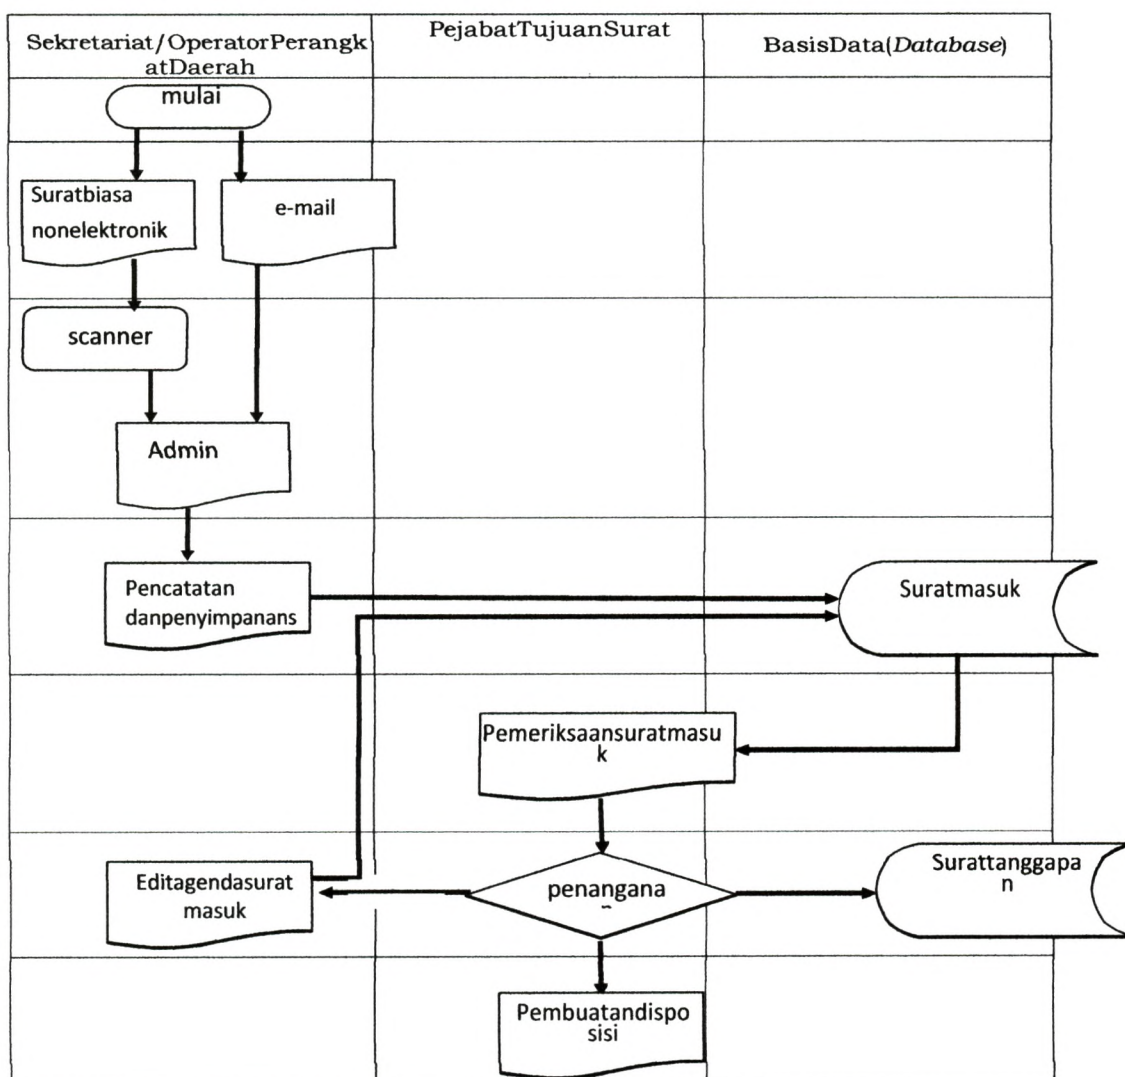 Sekretariat/OperatorPerangk
atDaerah
PejabatTujuanSurat
BasisData(Database)
mulai
Suratbiasa
nonelektronik
e-mail
scanner
Admin
Pencatatan
danpenyimpanans
Suratmasuk
Pemeriksaansuratmasu
k
Editagendasurat
masuk
penangana
n
Surattanggapa
n
Pembuatandispo
sisi